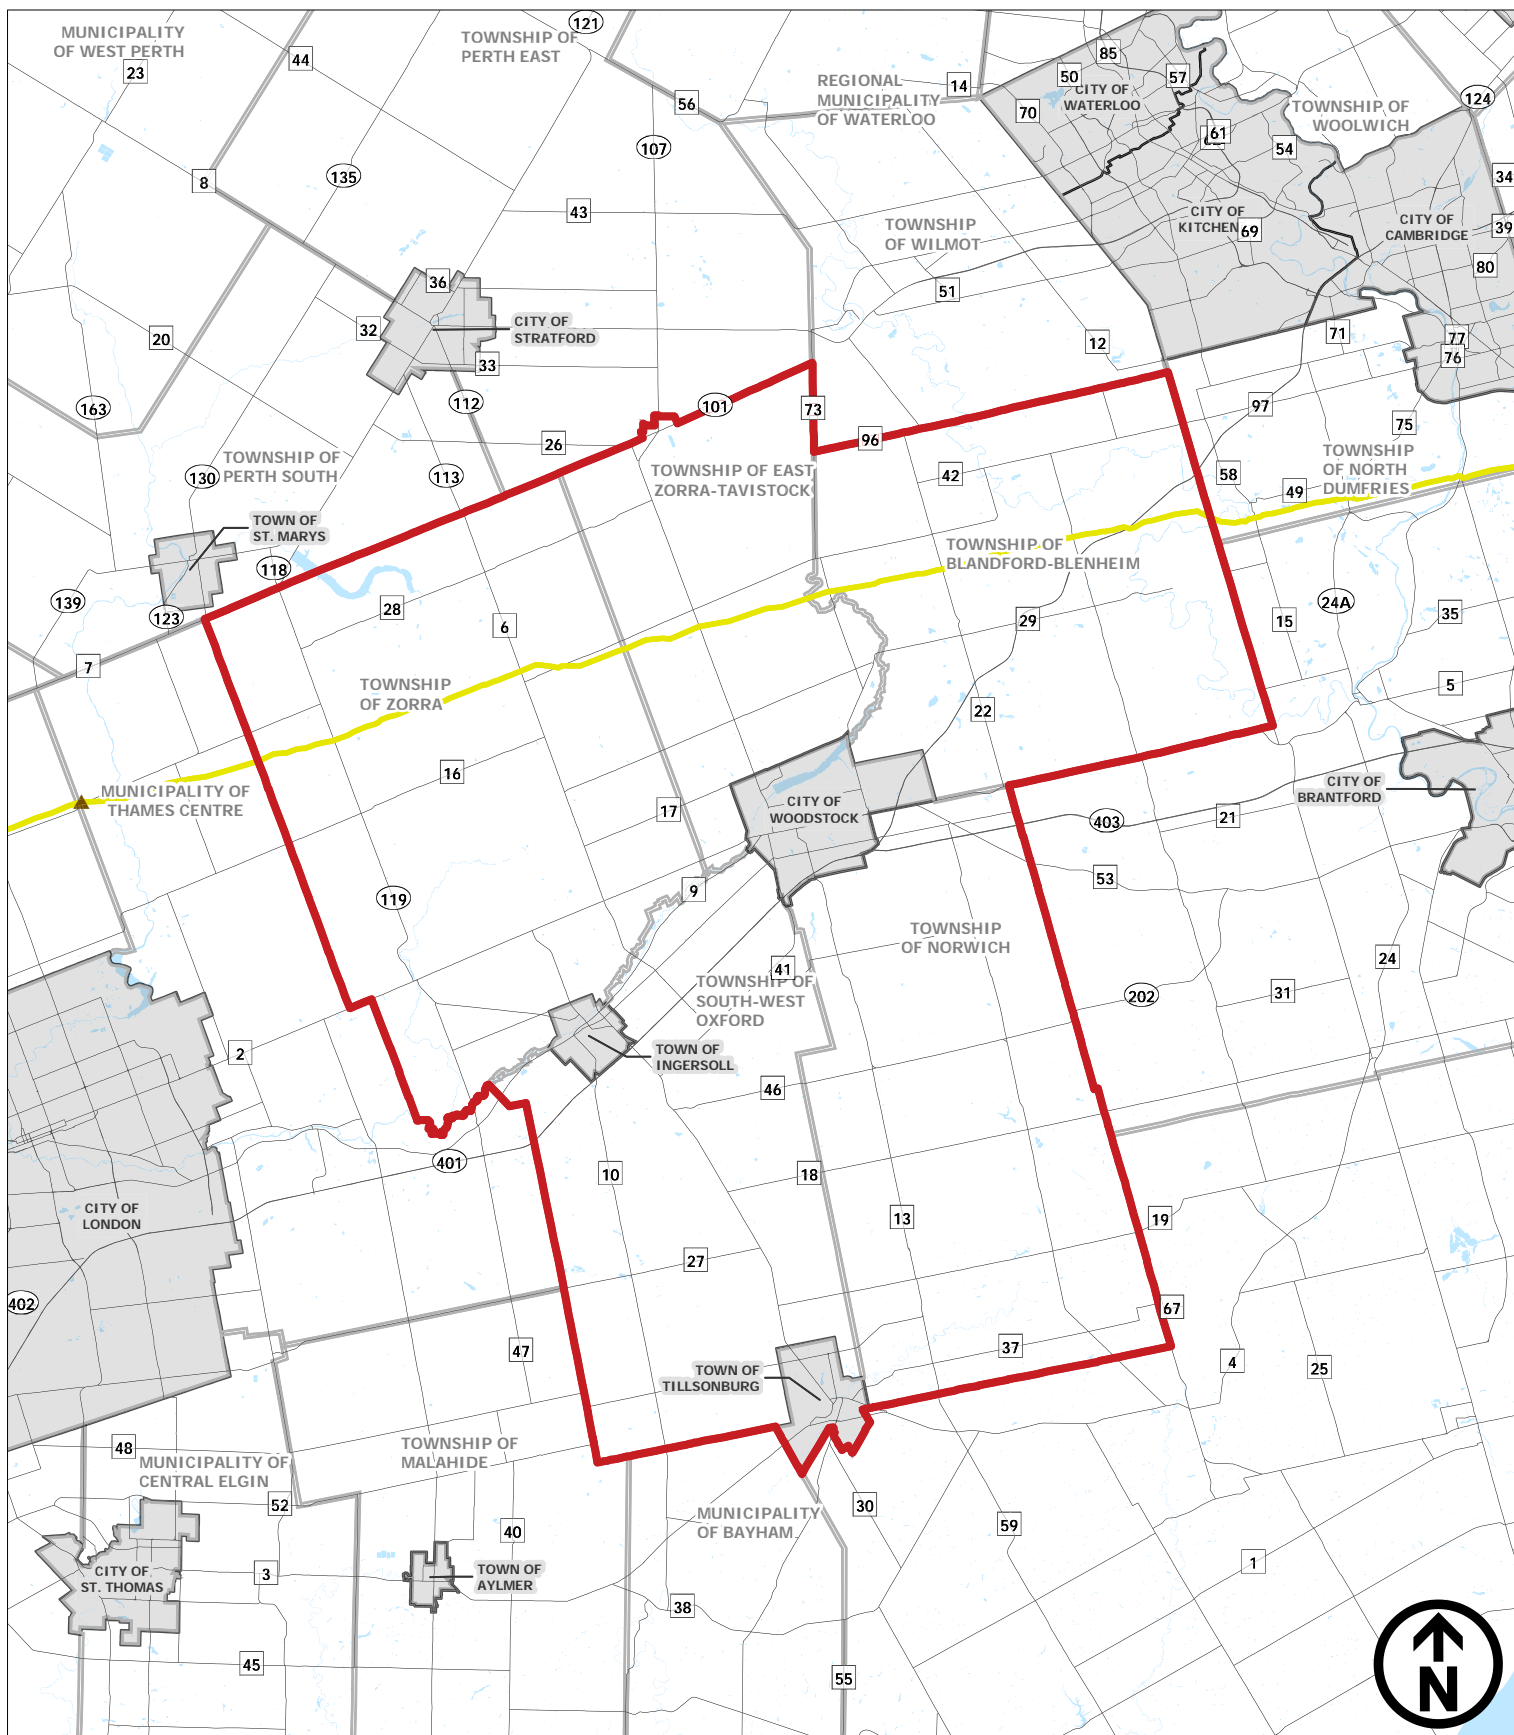 121
MUNICIPALITY
OF WEST PERTH
23
44
TOWNSHIP OF
PERTH EAST
56
REGIONAL
MUNICIPALITY
OF WATERLOO
14
85
50
57
CITY OF
WATERLOO
70
61
54
TOWNSHIP OF
WOOLWICH
124
107
135
8
43
34
39
TOWNSHIP
OF WILMOT
CITY OF
KITCHEN
69
CITY OF
CAMBRIDGE
80
36
51
32
CITY OF
STRATFORD
20
33
12
71
77
76
163
112
101
73
97
75
26
96
TOWNSHIP OF
PERTH SOUTH
130
113
TOWNSHIP OF EAST
ZORRA-TAVISTOCK
42
58
49
TOWNSHIP
OF NORTH
DUMFRIES
TOWN OF
ST. MARYS
118
TOWNSHIP OF
BLANDFORD-BLENHEIM
139
123
28
6
29
24A
15
35
7
5
TOWNSHIP
OF ZORRA
22
16
MUNICIPALITY OF
THAMES CENTRE
17
CITY OF
WOODSTOCK
CITY OF
BRANTFORD
403
21
53
119
9
TOWNSHIP
OF NORWICH
24
41
TOWNSHIP OF
SOUTH-WEST
OXFORD
202
31
2
TOWN OF
INGERSOLL
46
401
10
18
CITY OF
LONDON
13
19
27
402
67
47
37
4
25
TOWN OF
TILLSONBURG
48
MUNICIPALITY OF
CENTRAL ELGIN
TOWNSHIP OF
MALAHIDE
52
40
MUNICIPALITY
OF BAYHAM
30
59
1
CITY OF
ST. THOMAS
3
TOWN OF
AYLMER
38
45
55
N